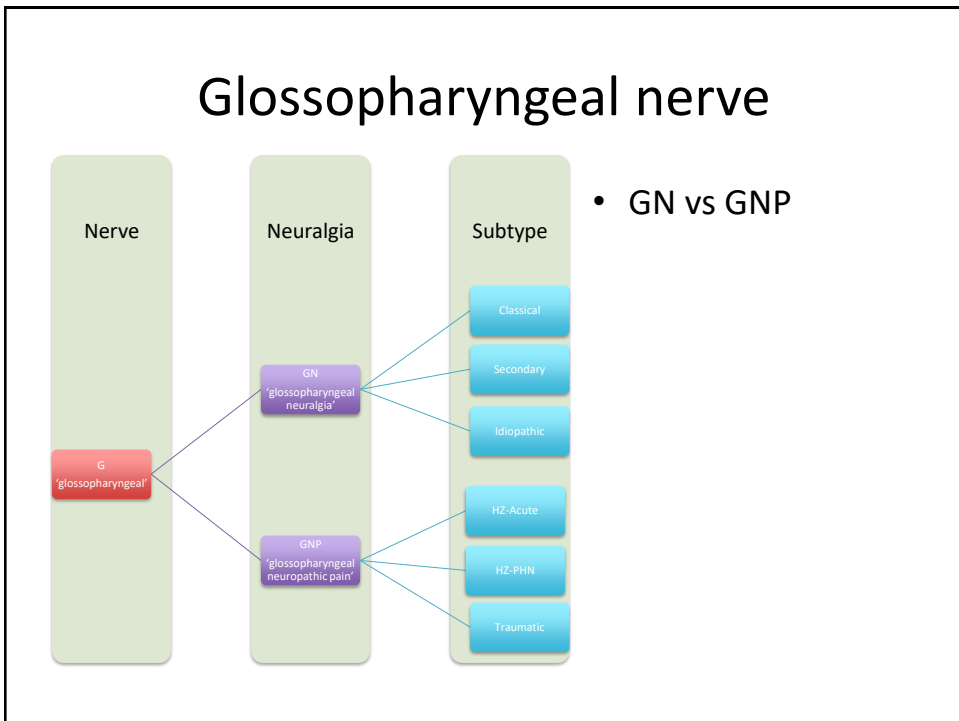 Glossopharyngeal nerve
Nerve
Neuralgia
Subtype
• GN vs GNP
G
'glossopharyngeal'
GN
'glossopharyngeal
neuralgia'
GNP
'glossopharyngeal
neuropathic pain'
Classical
Secondary
Idiopathic
HZ-Acute
HZ-PHN
Traumatic